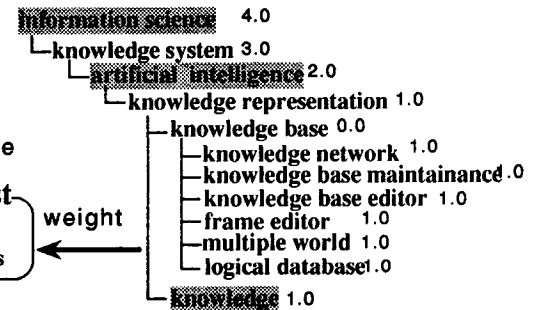 information science 4.0
knowledge system 3.0
artificial intelligence 2.0
knowledge representation 1.0
knowledge base 0.0
e
knowledge network 1.0
knowledge base maintainance 1.0
st
knowledge base editor 1.0
weight
frame editor 1.0
multiple world 1.0
s
logical database 1.0
knowledge 1.0